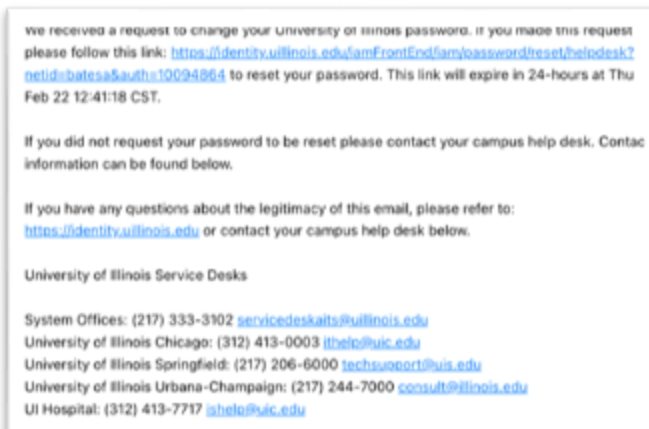 We received a request to change your University of Illinois password. If you made this request
please follow this link: https://identity.uillinois.edu/iamFrontEnd/iam/password/reset/helpdesk?
netid=batesa&auth=10094864 to reset your password. This link will expire in 24-hours at Thu
Feb 22 12:41:18 CST.
If you did not request your password to be reset please contact your campus help desk. Contac
information can be found below.
If you have any questions about the legitimacy of this email, please refer to:
https://identity.uillinois.edu or contact your campus help desk below.
University of Illinois Service Desks
System Offices: (217) 333-3102 servicedeskaits@uillinois.edu
University of Illinois Chicago: (312) 413-0003 ithelp@uic.edu
University of Illinois Springfield: (217) 206-6000 techsupport@uis.edu
University of Illinois Urbana-Champaign: (217) 244-7000 consult@illinois.edu
UI Hospital: (312) 413-7717 ishelp@uic.edu